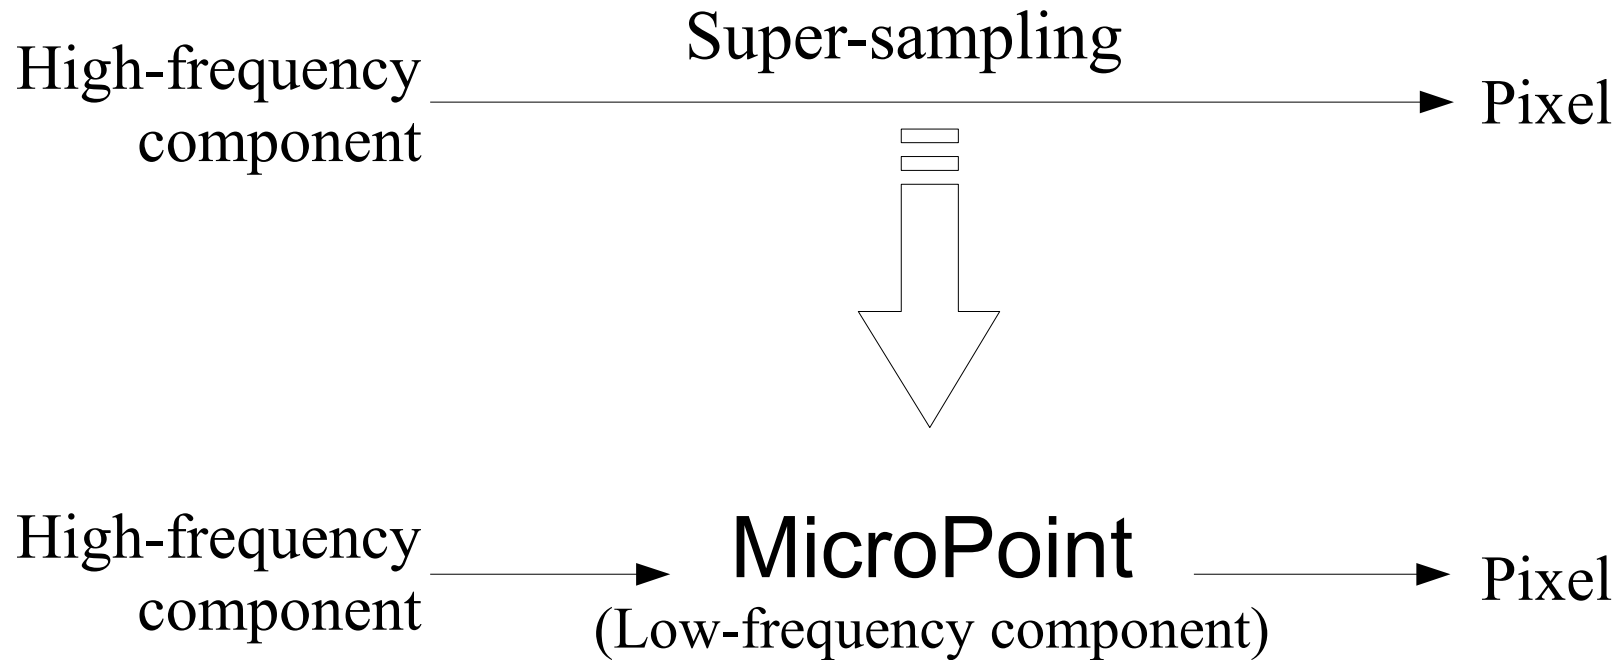 Super-sampling
High-frequency
component
Pixel
High-frequency
component
MicroPoint
(Low-frequency component)
Pixel